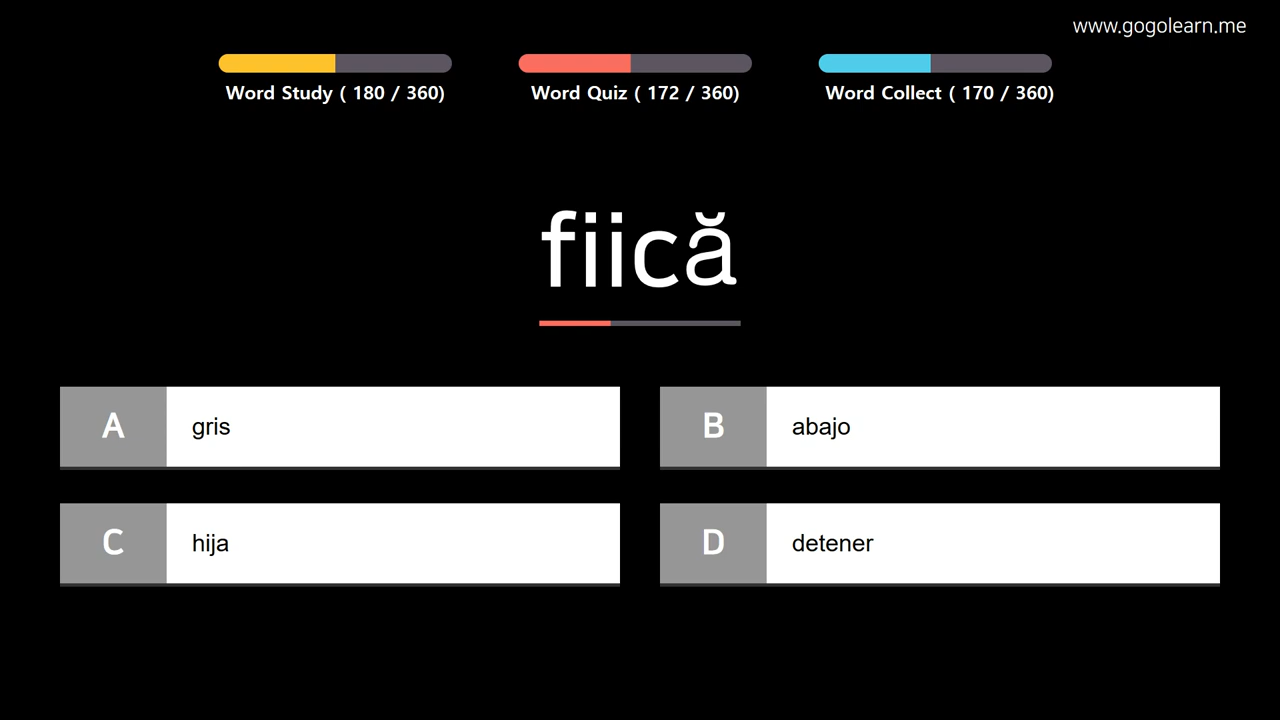 www.gogolearn.me
Word Study ( 180 / 360)
Word Quiz ( 172 / 360)
Word Collect ( 170 / 360)
fiică
A gris
B abajo
C hija
D detener